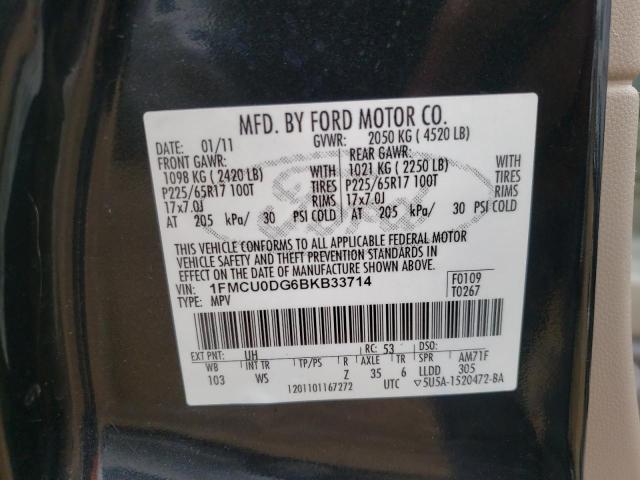 MFD. BY FORD MOTOR CO.
DATE: 01/11 GVWR: 2050 KG ( 4520 LB)
FRONT GAWR: REAR GAWR:
1098 KG ( 2420 LB) 1021 KG ( 2250 LB)
P225/65R17 100T TIRES P225/65R17 100T TIRES
17x7.0J RIMS 17x7.0J RIMS
AT 205 kPa/ 30 PSI COLD AT 205 kPa/ 30 PSI COLD
THIS VEHICLE CONFORMS TO ALL APPLICABLE FEDERAL MOTOR
VEHICLE SAFETY AND THEFT PREVENTION STANDARDS IN
EFFECT ON THE DATE OF MANUFACTURE SHOWN ABOVE.
VIN: 1FMCU0DG6BKB33714 F0109
TYPE: MPV T0267
EXT PNT: UH RC: 53 DSO:
WB INT TR TP/PS R AXLE TR SPR AM71F
103 WS Z 35 6 LLDD 305
1201101167272 UTC ▽5U5A-1520472-BA
Ford